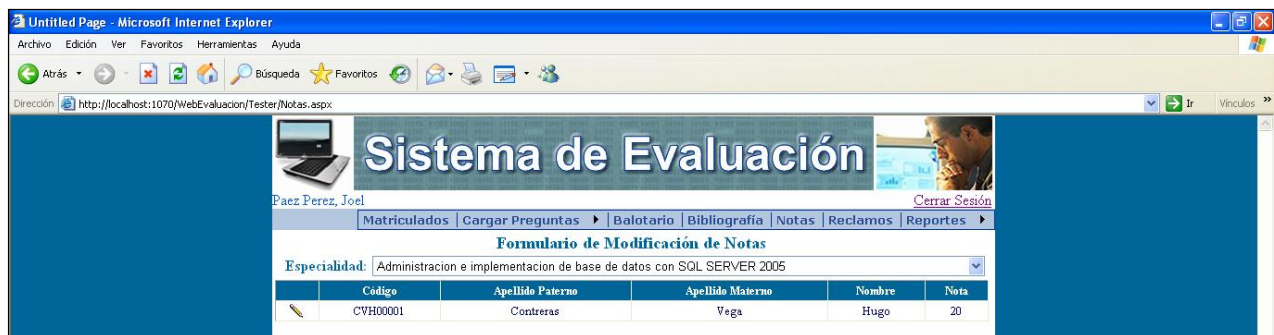 Untitled Page - Microsoft Internet Explorer
Archivo Edición Ver Favoritos Herramientas Ayuda
Atrás Búsqueda Favoritos
Dirección http://localhost:1070/WebEvaluacion/Tester/Notas.aspx Ir Vínculos »
Sistema de Evaluación
Paez Perez, Joel Cerrar Sesión
Matriculados | Cargar Preguntas | Balotario | Bibliografía | Notas | Reclamos | Reportes
Formulario de Modificación de Notas
Especialidad: Administracion e implementacion de base de datos con SQL SERVER 2005
Código Apellido Paterno Apellido Materno Nombre Nota
CVH00001 Contreras Vega Hugo 20